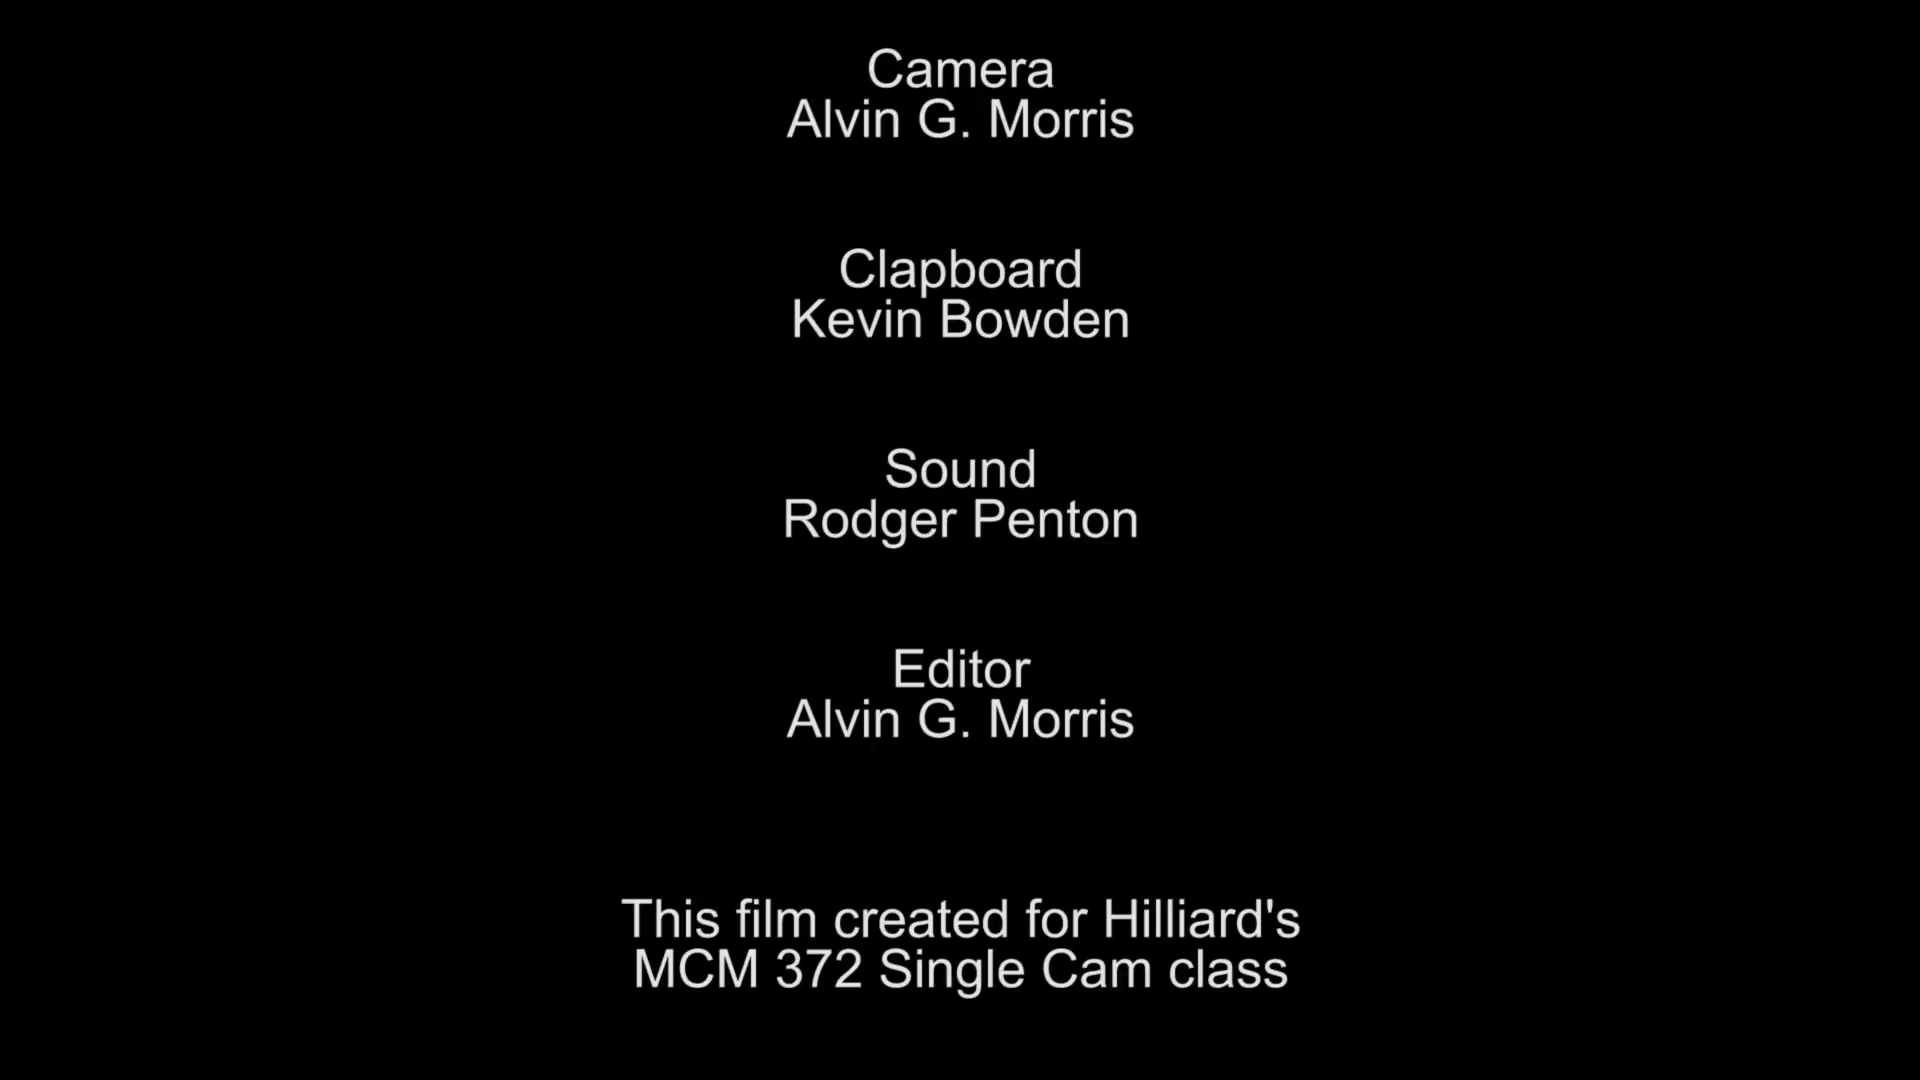 Camera
Alvin G. Morris
Clapboard
Kevin Bowden
Sound
Rodger Penton
Editor
Alvin G. Morris
This film created for Hilliard's
MCM 372 Single Cam class